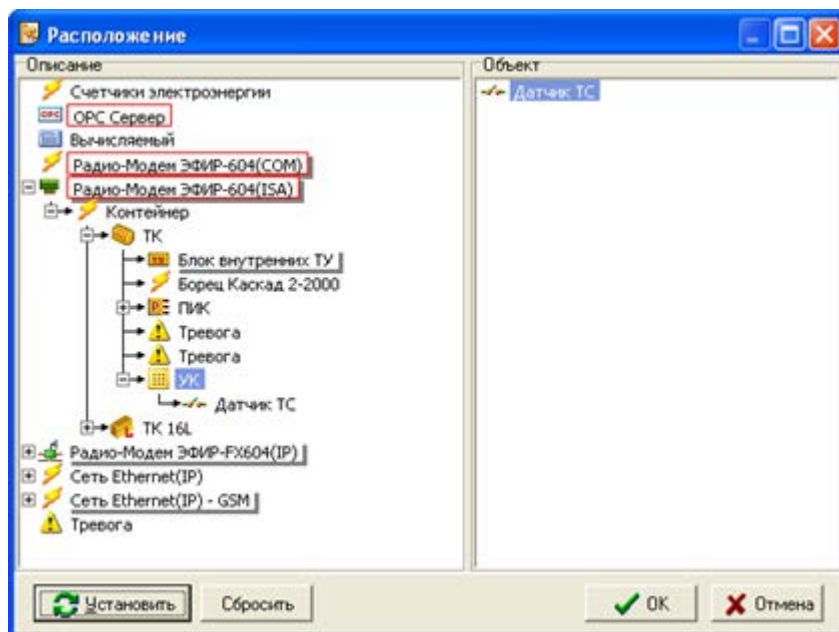 Расположение
Описание
Счетчики электроэнергии
OPC
OPC Сервер
Вычисляемый
Радио-Модем ЭФИР-604(COM)
Радио-Модем ЭФИР-604(ISA)
Контейнер
ТК
Блок внутренних ТУ
Борец Каскад 2-2000
ПИК
Тревога
Тревога
УК
Датчик ТС
ТК 16L
Радио-Модем ЭФИР-FX604(IP)
Сеть Ethernet(IP)
Сеть Ethernet(IP) - GSM
Тревога
Объект
Датчик ТС
Установить
Сбросить
OK
Отмена